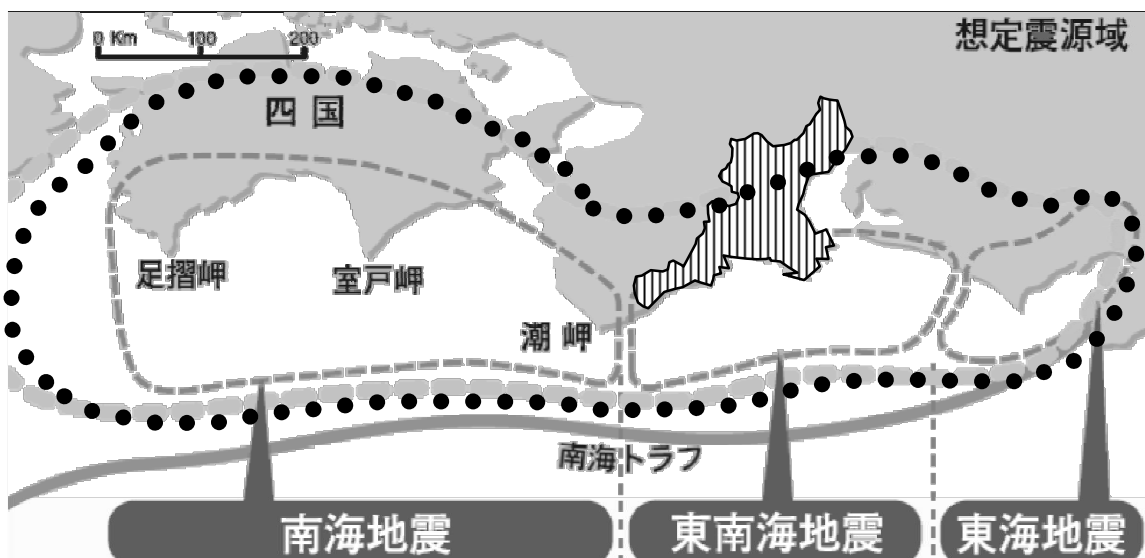 想定震源域
0 Km 100 200
四国
足摺岬
室戸岬
潮岬
南海トラフ
南海地震
東南海地震
東海地震